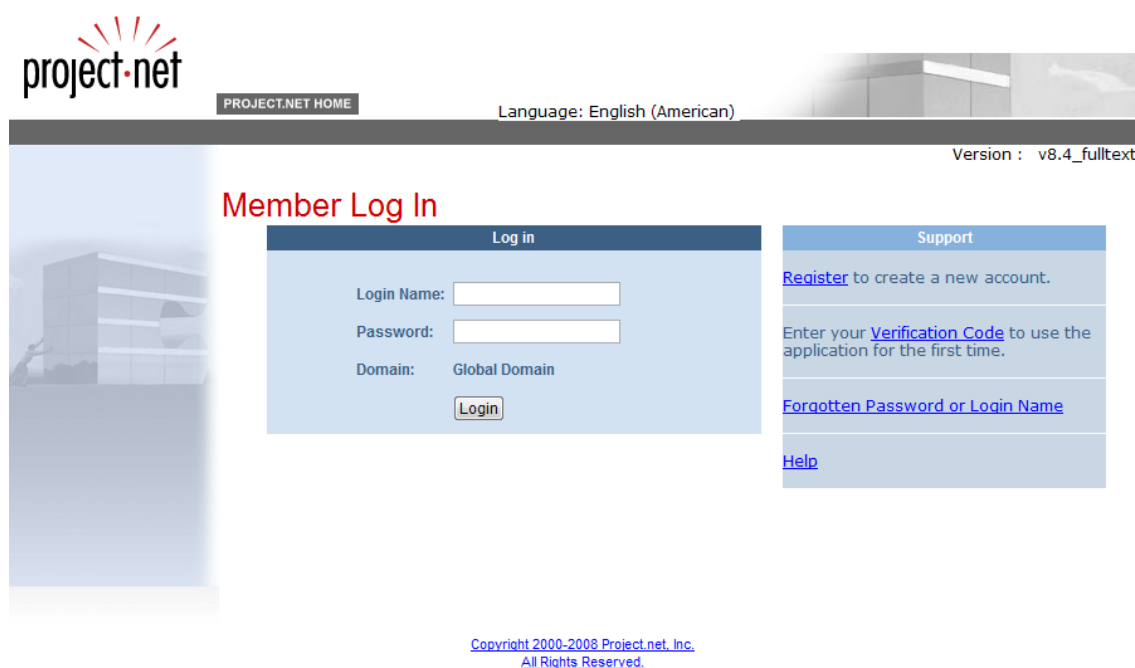 project·net
PROJECT.NET HOME
Language: English (American)
Version : v8.4_fulltext
Member Log In
Log in
Login Name:
Password:
Domain: Global Domain
Login
Support
Register to create a new account.
Enter your Verification Code to use the
application for the first time.
Forgotten Password or Login Name
Help
Copyright 2000-2008 Project.net, Inc.
All Rights Reserved.